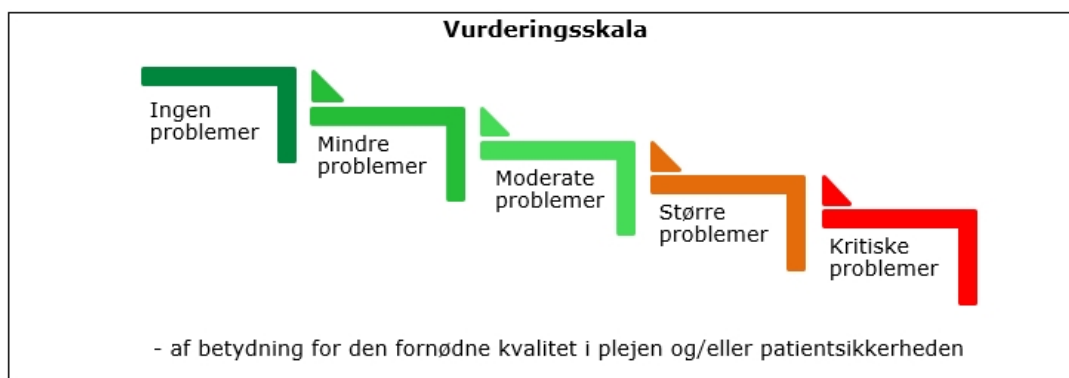 Vurderingsskala
Ingen
problemer
Mindre
problemer
Moderate
problemer
Større
problemer
Kritiske
problemer
- af betydning for den fornødne kvalitet i plejen og/eller patientsikkerheden